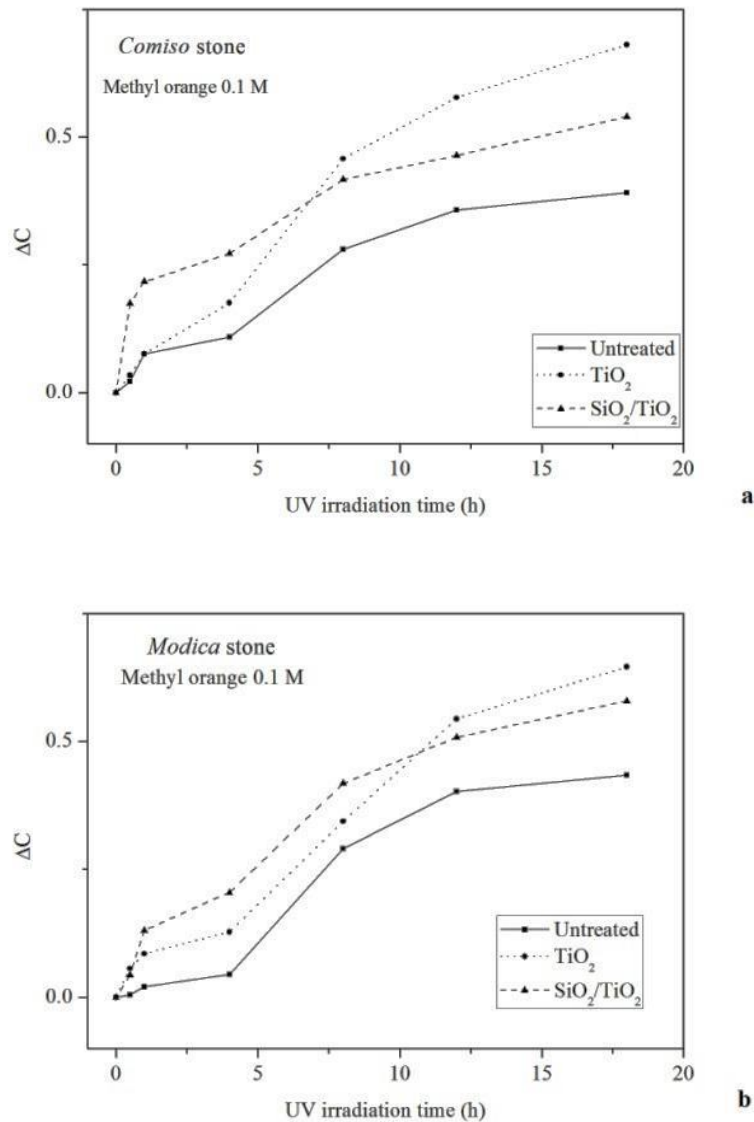 Comiso stone
Methyl orange 0.1 M
0.5
ΔC
0.0
Untreated
TiO₂
SiO₂/TiO₂
0 5 10 15 20
UV irradiation time (h)
a
Modica stone
Methyl orange 0.1 M
0.5
ΔC
0.0
Untreated
TiO₂
SiO₂/TiO₂
0 5 10 15 20
UV irradiation time (h)
b